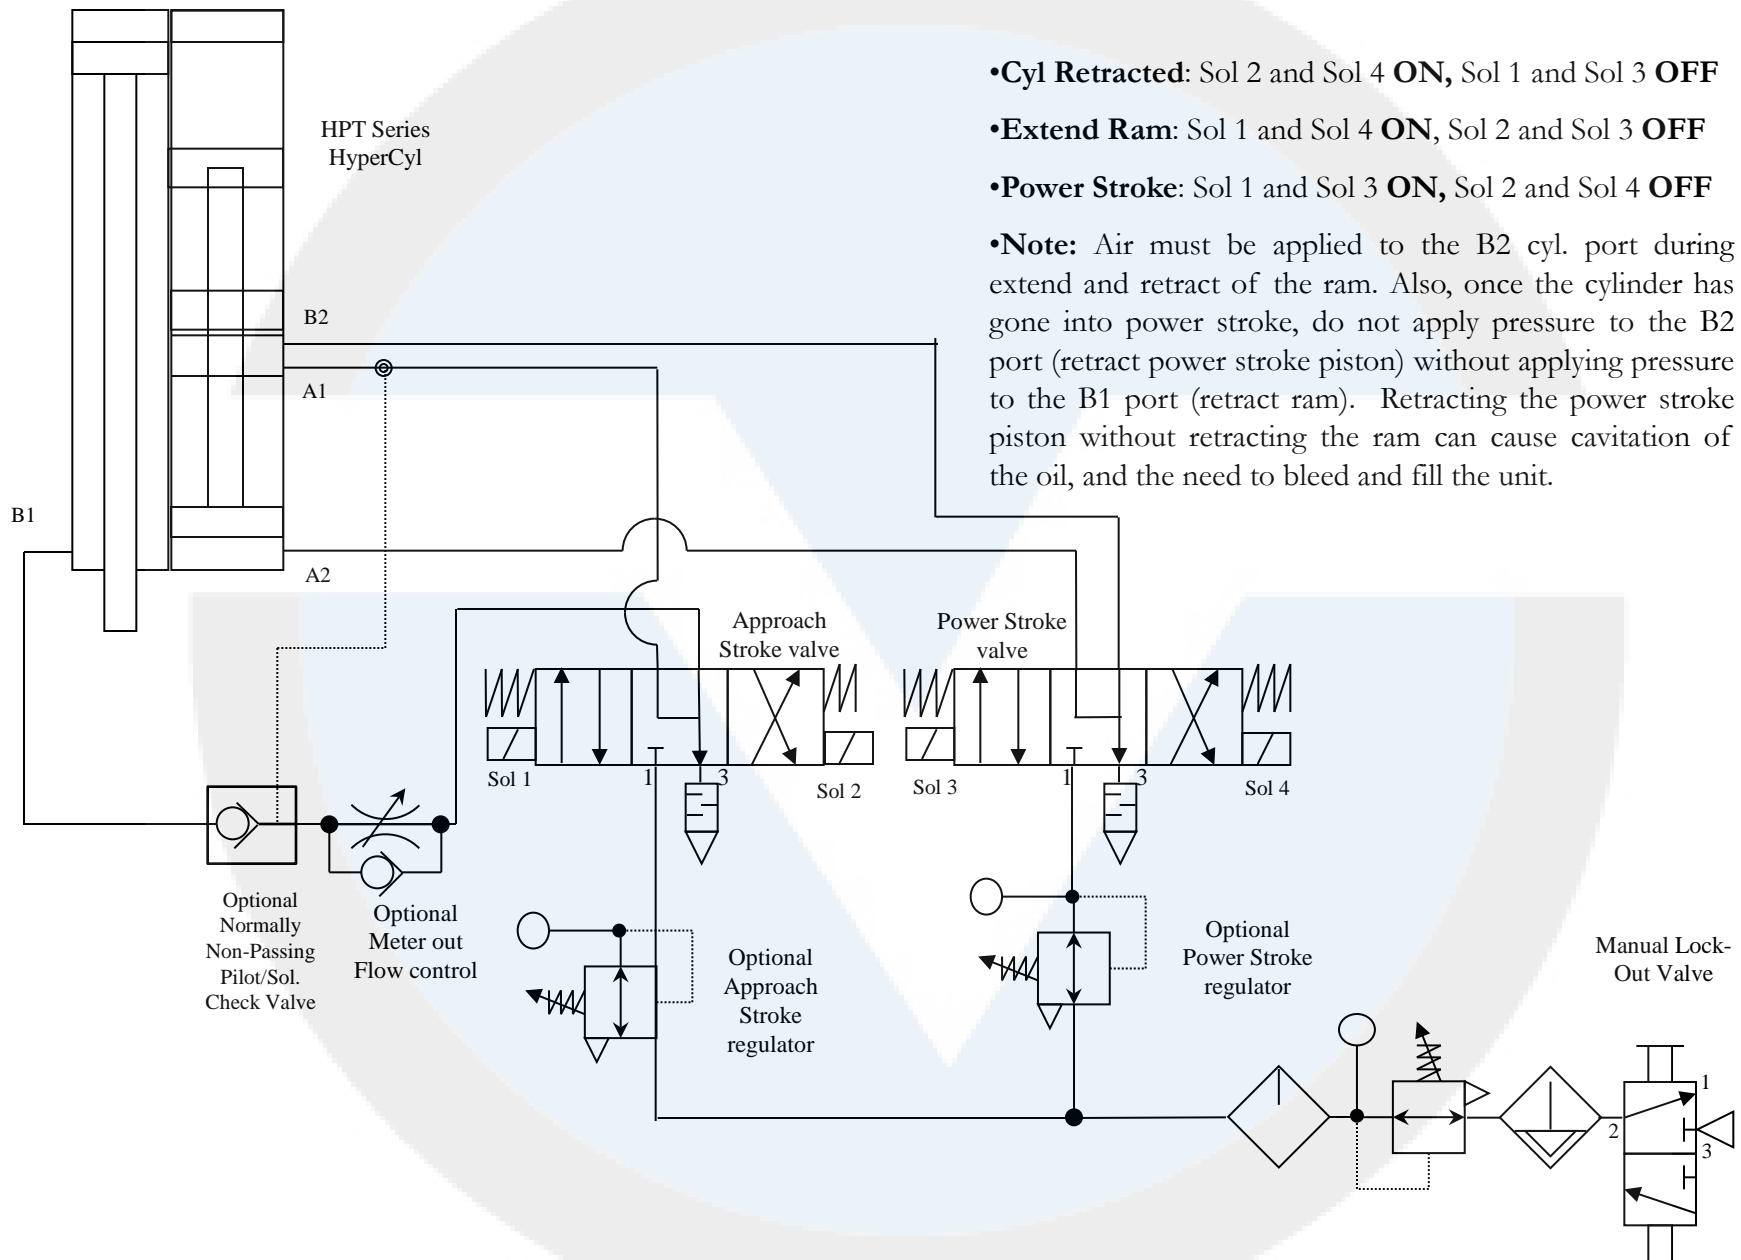 •Cyl Retracted: Sol 2 and Sol 4 ON, Sol 1 and Sol 3 OFF
HPT Series
HyperCyl
•Extend Ram: Sol 1 and Sol 4 ON, Sol 2 and Sol 3 OFF
•Power Stroke: Sol 1 and Sol 3 ON, Sol 2 and Sol 4 OFF
•Note: Air must be applied to the B2 cyl. port during
extend and retract of the ram. Also, once the cylinder has
gone into power stroke, do not apply pressure to the B2
port (retract power stroke piston) without applying pressure
to the B1 port (retract ram). Retracting the power stroke
piston without retracting the ram can cause cavitation of
the oil, and the need to bleed and fill the unit.
B2
A1
B1
A2
Approach
Stroke valve
Power Stroke
valve
Sol 1
1
3
Sol 2
Sol 3
1
3
Sol 4
Optional
Normally
Non-Passing
Pilot/Sol.
Check Valve
Optional
Meter out
Flow control
Optional
Approach
Stroke
regulator
Optional
Power Stroke
regulator
Manual Lock-
Out Valve
1
2
3